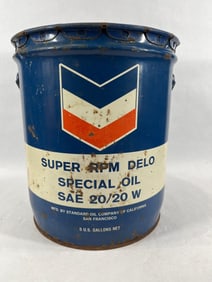 SUPER RPM DELO
SPECIAL OIL
SAE 20/20 W
MFG. BY STANDARD OIL COMPANY OF CALIFORNIA
SAN FRANCISCO
5 U.S. GALLONS NET